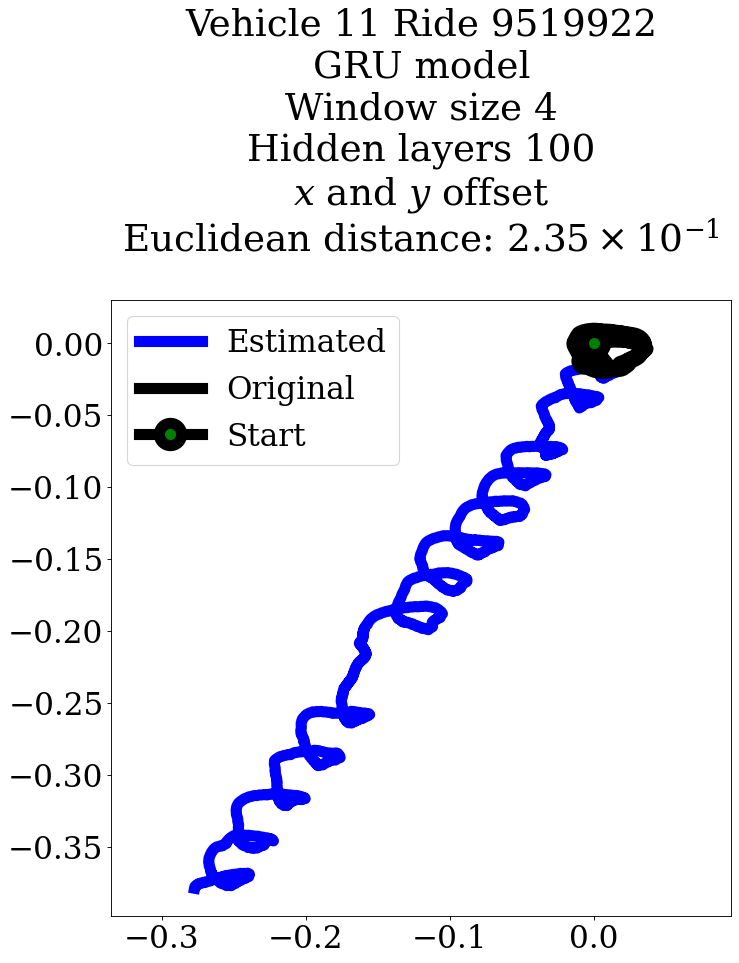 Vehicle 11 Ride 9519922
GRU model
Window size 4
Hidden layers 100
x and y offset
Euclidean distance: 2.35 × 10⁻¹
Estimated
Original
Start
0.00
−0.05
−0.10
−0.15
−0.20
−0.25
−0.30
−0.35
−0.3 −0.2 −0.1 0.0